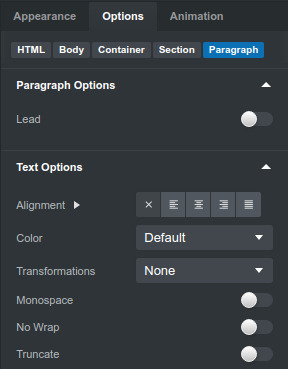 Appearance Options Animation
HTML Body Container Section Paragraph
Paragraph Options
Lead
Text Options
Alignment
Color Default
Transformations None
Monospace
No Wrap
Truncate